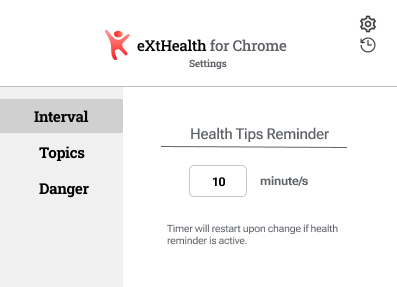 eXtHealth for Chrome
Settings
Interval
Topics
Danger
Health Tips Reminder
10 minute/s
Timer will restart upon change if health
reminder is active.